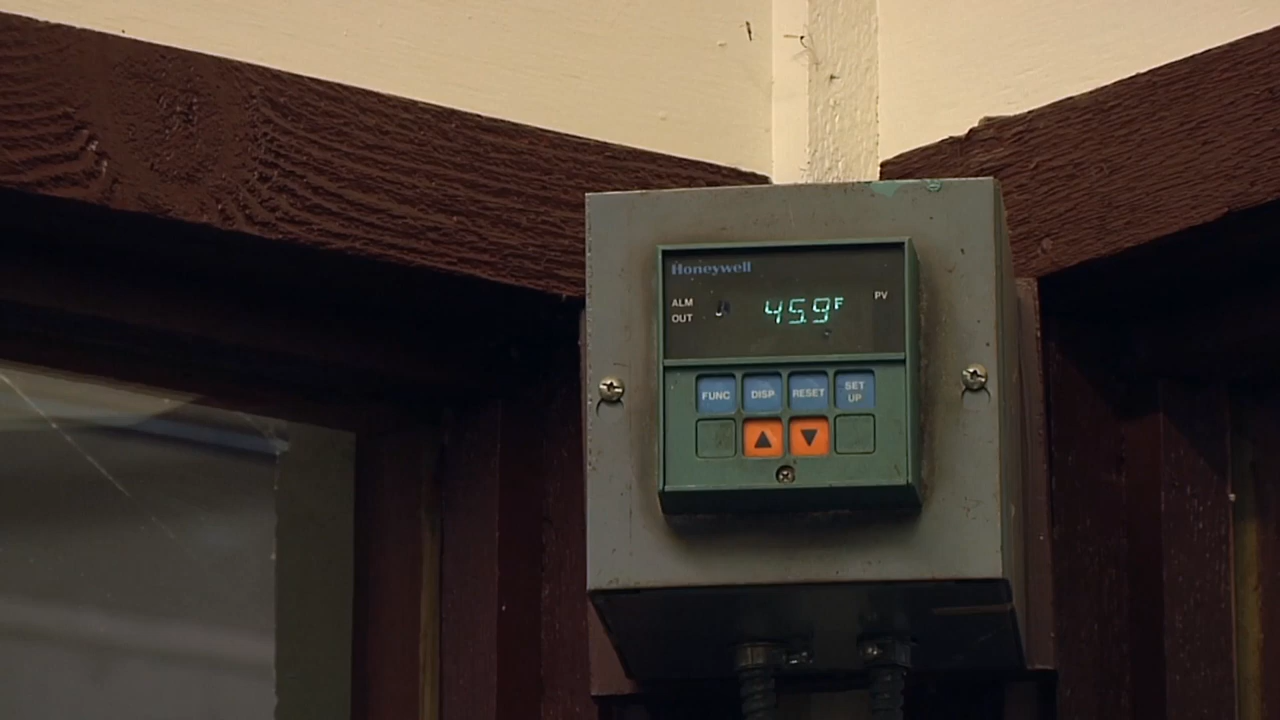 Honeywell
ALM
OUT
45.9 F
PV
FUNC
DISP
RESET
SET
UP
▲
▼